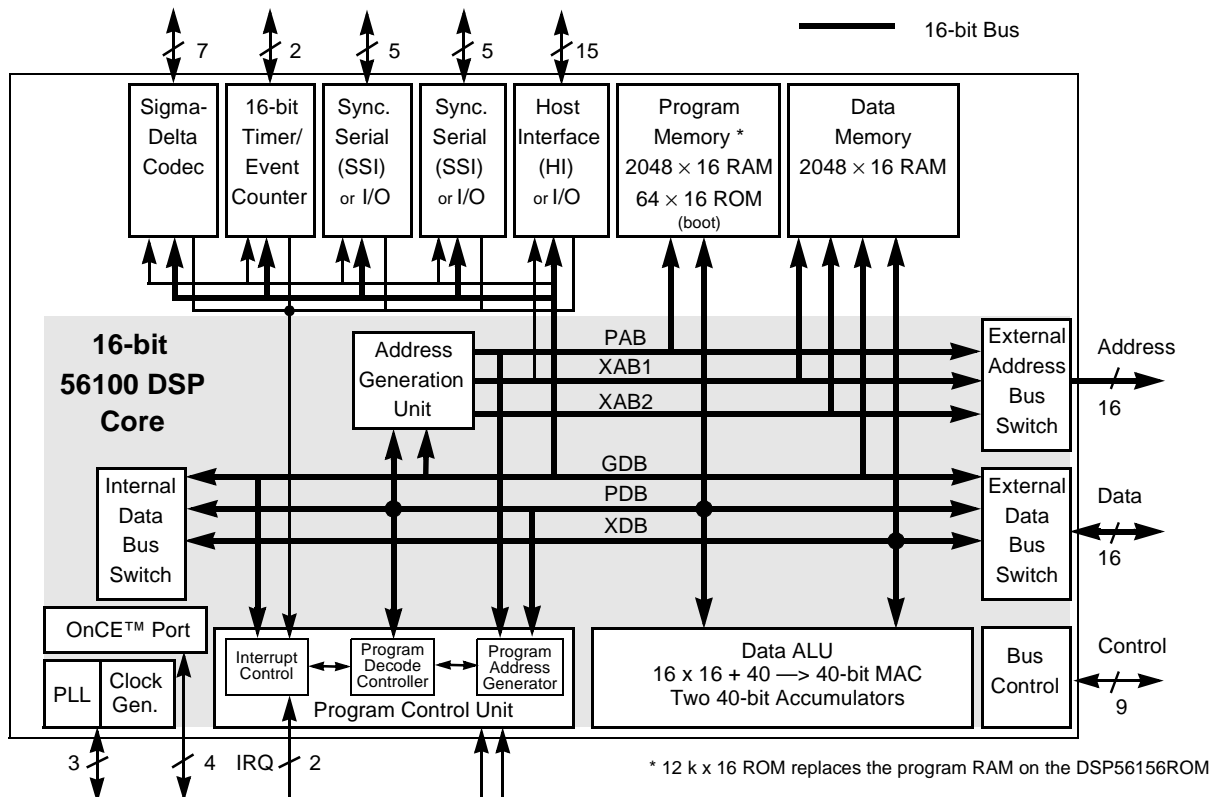 16-bit Bus
7
2
5
5
15
Sigma-
Delta
Codec
16-bit
Timer/
Event
Counter
Sync.
Serial
(SSI)
or I/O
Sync.
Serial
(SSI)
or I/O
Host
Interface
(HI)
or I/O
Program
Memory *
2048 × 16 RAM
64 × 16 ROM
(boot)
Data
Memory
2048 × 16 RAM
16-bit
56100 DSP
Core
Address
Generation
Unit
PAB
XAB1
XAB2
External
Address
Bus
Switch
Address
16
Internal
Data
Bus
Switch
GDB
PDB
XDB
External
Data
Bus
Switch
Data
16
OnCE™ Port
PLL
Clock
Gen.
Interrupt
Control
Program
Decode
Controller
Program
Address
Generator
Program Control Unit
Data ALU
16 x 16 + 40 —> 40-bit MAC
Two 40-bit Accumulators
Bus
Control
Control
9
3
4
IRQ
2
* 12 k x 16 ROM replaces the program RAM on the DSP56156ROM